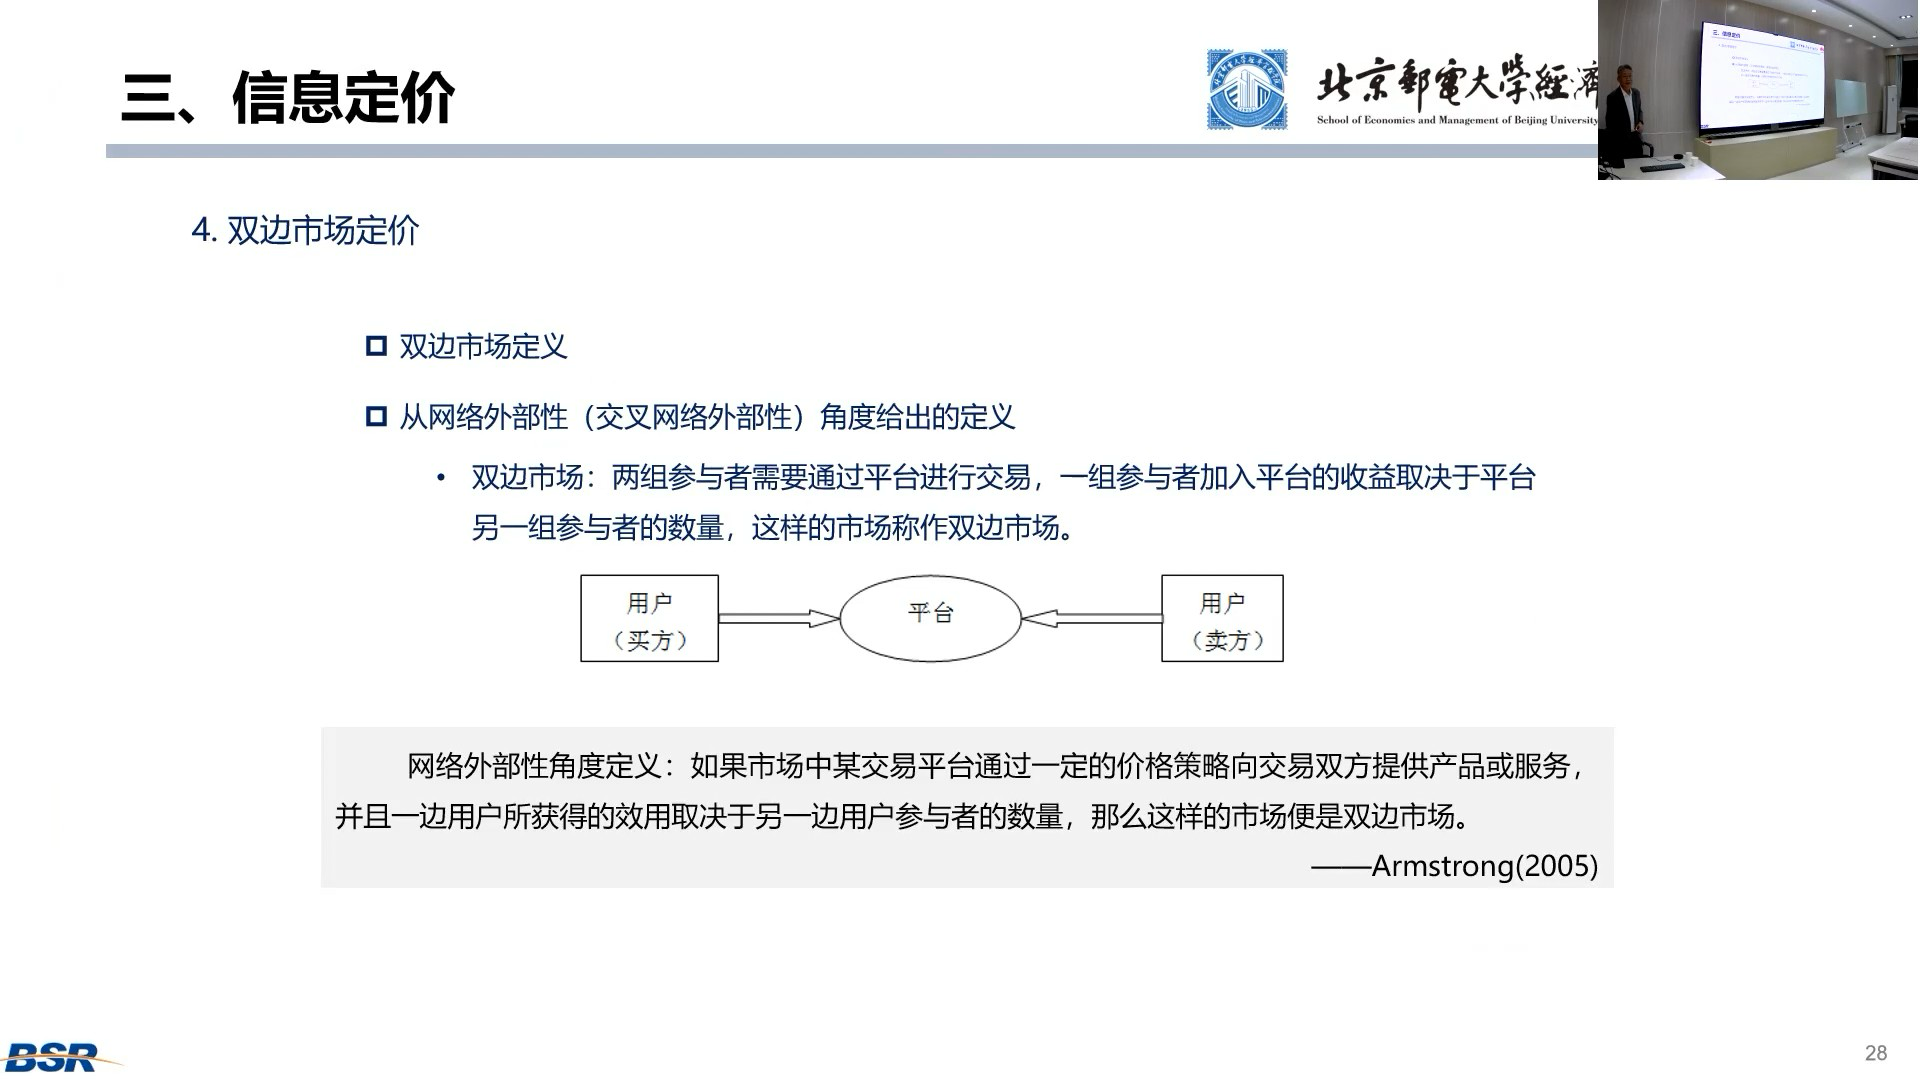 三、信息定价
北京郵電大學經濟
School of Economics and Management of Beijing University
4. 双边市场定价
双边市场定义
从网络外部性（交叉网络外部性）角度给出的定义
• 双边市场：两组参与者需要通过平台进行交易，一组参与者加入平台的收益取决于平台
另一组参与者的数量，这样的市场称作双边市场。
用户
（买方）
平台
用户
（卖方）
网络外部性角度定义：如果市场中某交易平台通过一定的价格策略向交易双方提供产品或服务，
并且一边用户所获得的效用取决于另一边用户参与者的数量，那么这样的市场便是双边市场。
——Armstrong(2005)
BSR
28
三、信息定价